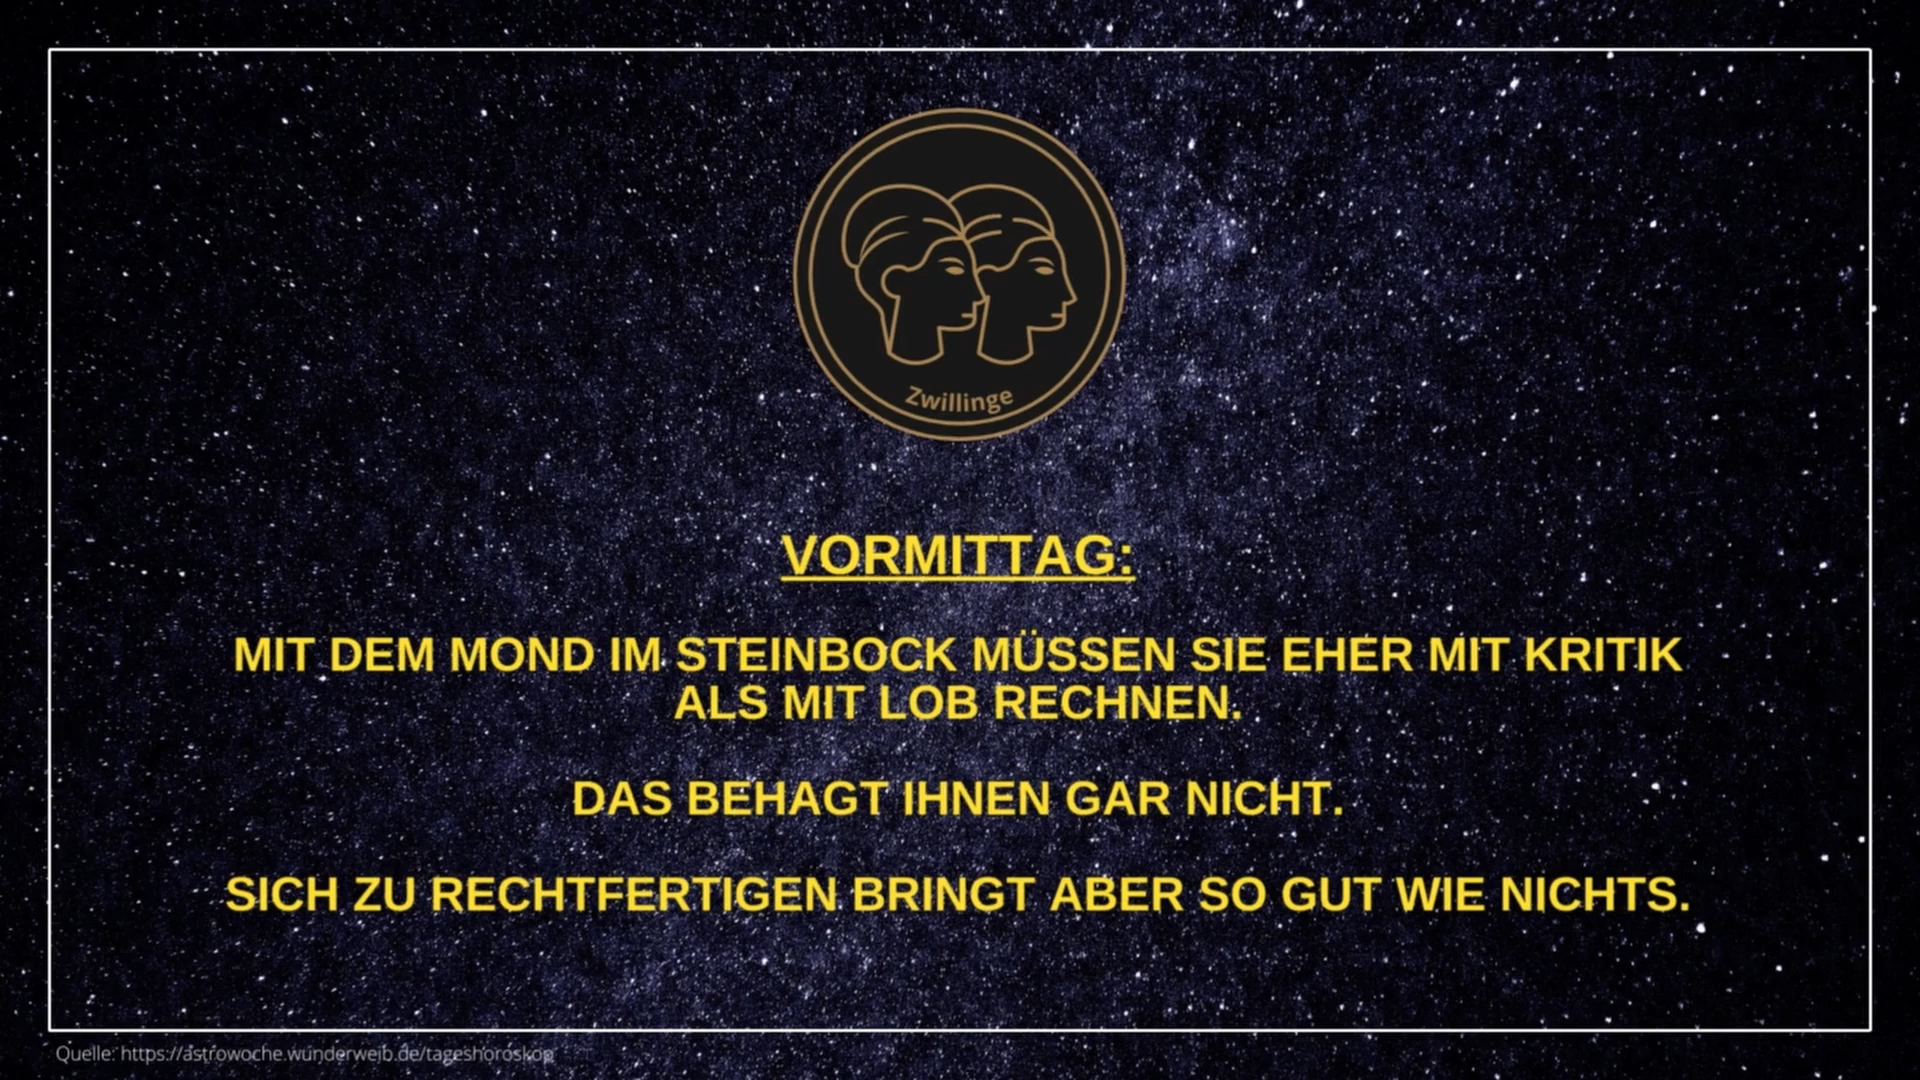 Zwillinge
VORMITTAG:
MIT DEM MOND IM STEINBOCK MÜSSEN SIE EHER MIT KRITIK
ALS MIT LOB RECHNEN.
DAS BEHAGT IHNEN GAR NICHT.
SICH ZU RECHTFERTIGEN BRINGT ABER SO GUT WIE NICHTS.
Quelle: https://astrowoche.wunderweib.de/tageshoroskop